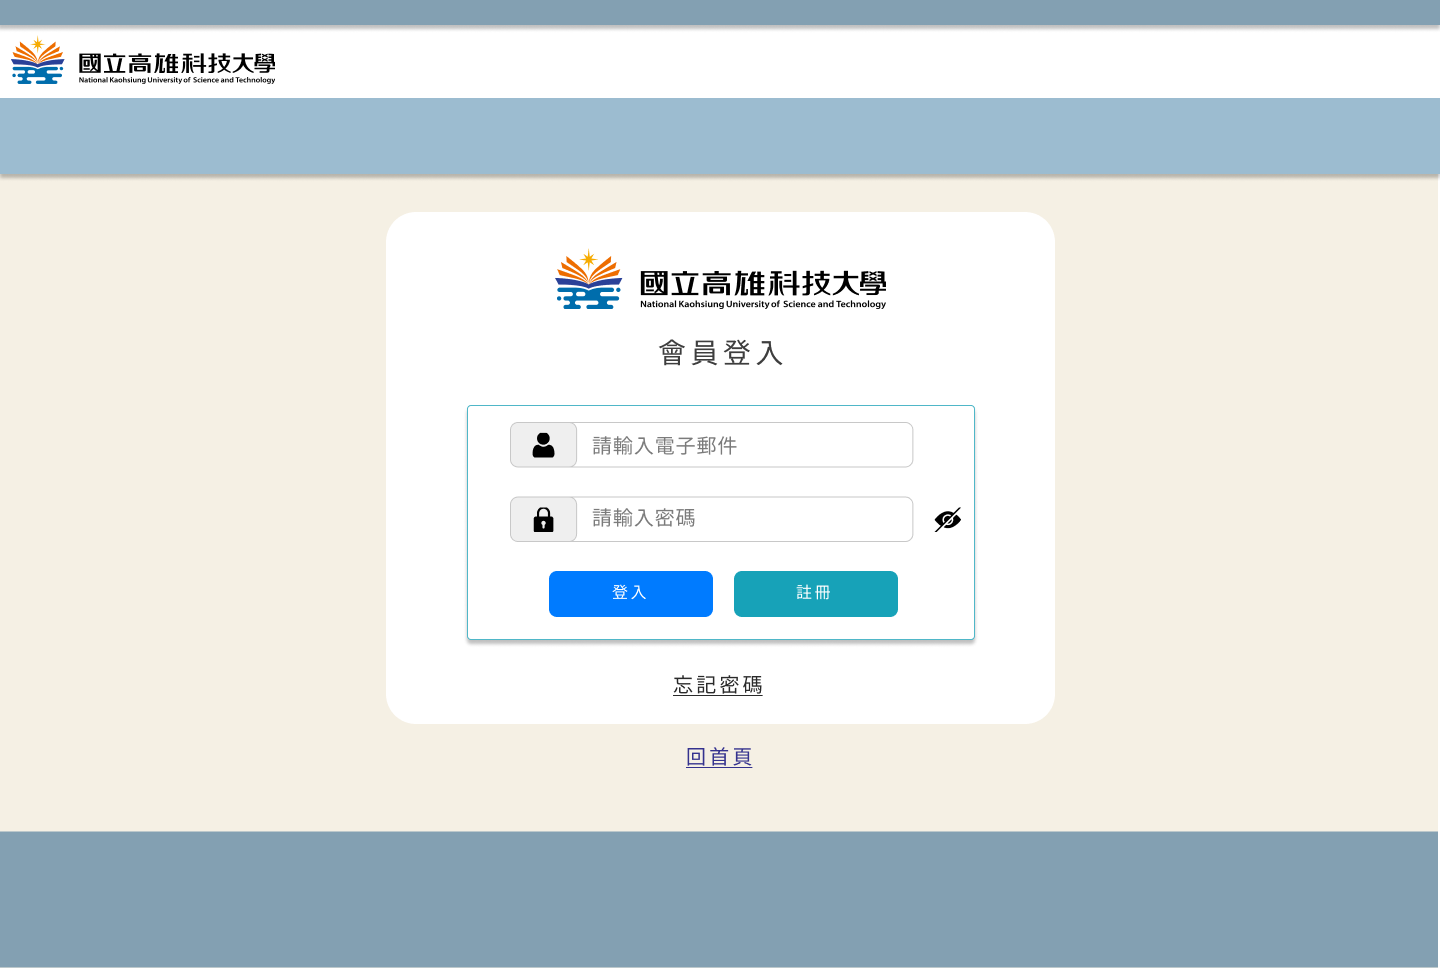 國立高雄科技大學
National Kaohsiung University of Science and Technology
國立高雄科技大學
National Kaohsiung University of Science and Technology
會員登入
請輸入電子郵件
請輸入密碼
登入
註冊
忘記密碼
回首頁